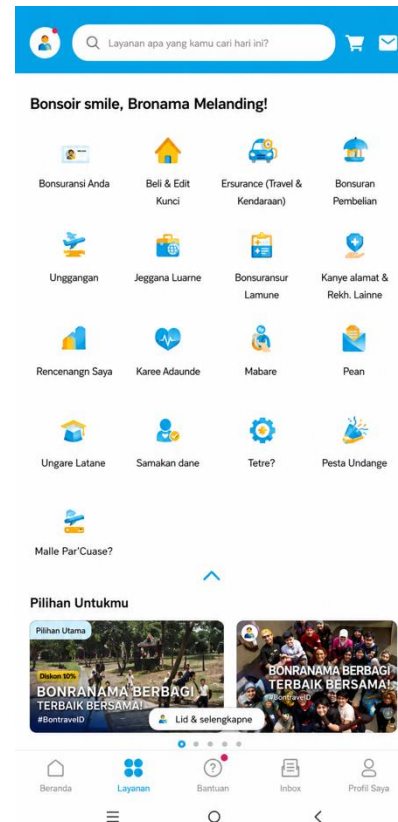 Layanan apa yang kamu cari hari ini?
Bonsoir smile, Bronama Melanding!
Bonsuransi Anda
Beli & Edit
Kunci
Ersurance (Travel &
Kendaraan)
Bonsuran
Pembelian
Unggangan
Jeggana Luarne
Bonsuransur
Lamune
Kanye alamat &
Rekh. Lainne
Rencenangn Saya
Karee Adaunde
Mabare
Pean
Ungare Latane
Samakan dane
Tetre?
Pesta Undange
Malle Par'Cuase?
Pilihan Untukmu
Pilihan Utama
Diskon 10%
BONRANAMA BERBAGI
TERBAIK BERSAMA!
#BontravelD
BONRANAMA BERBAGI
TERBAIK BERSAMA!
#BontravelD
Lid & selengkapne
Beranda
Layanan
Bantuan
Inbox
Profil Saya